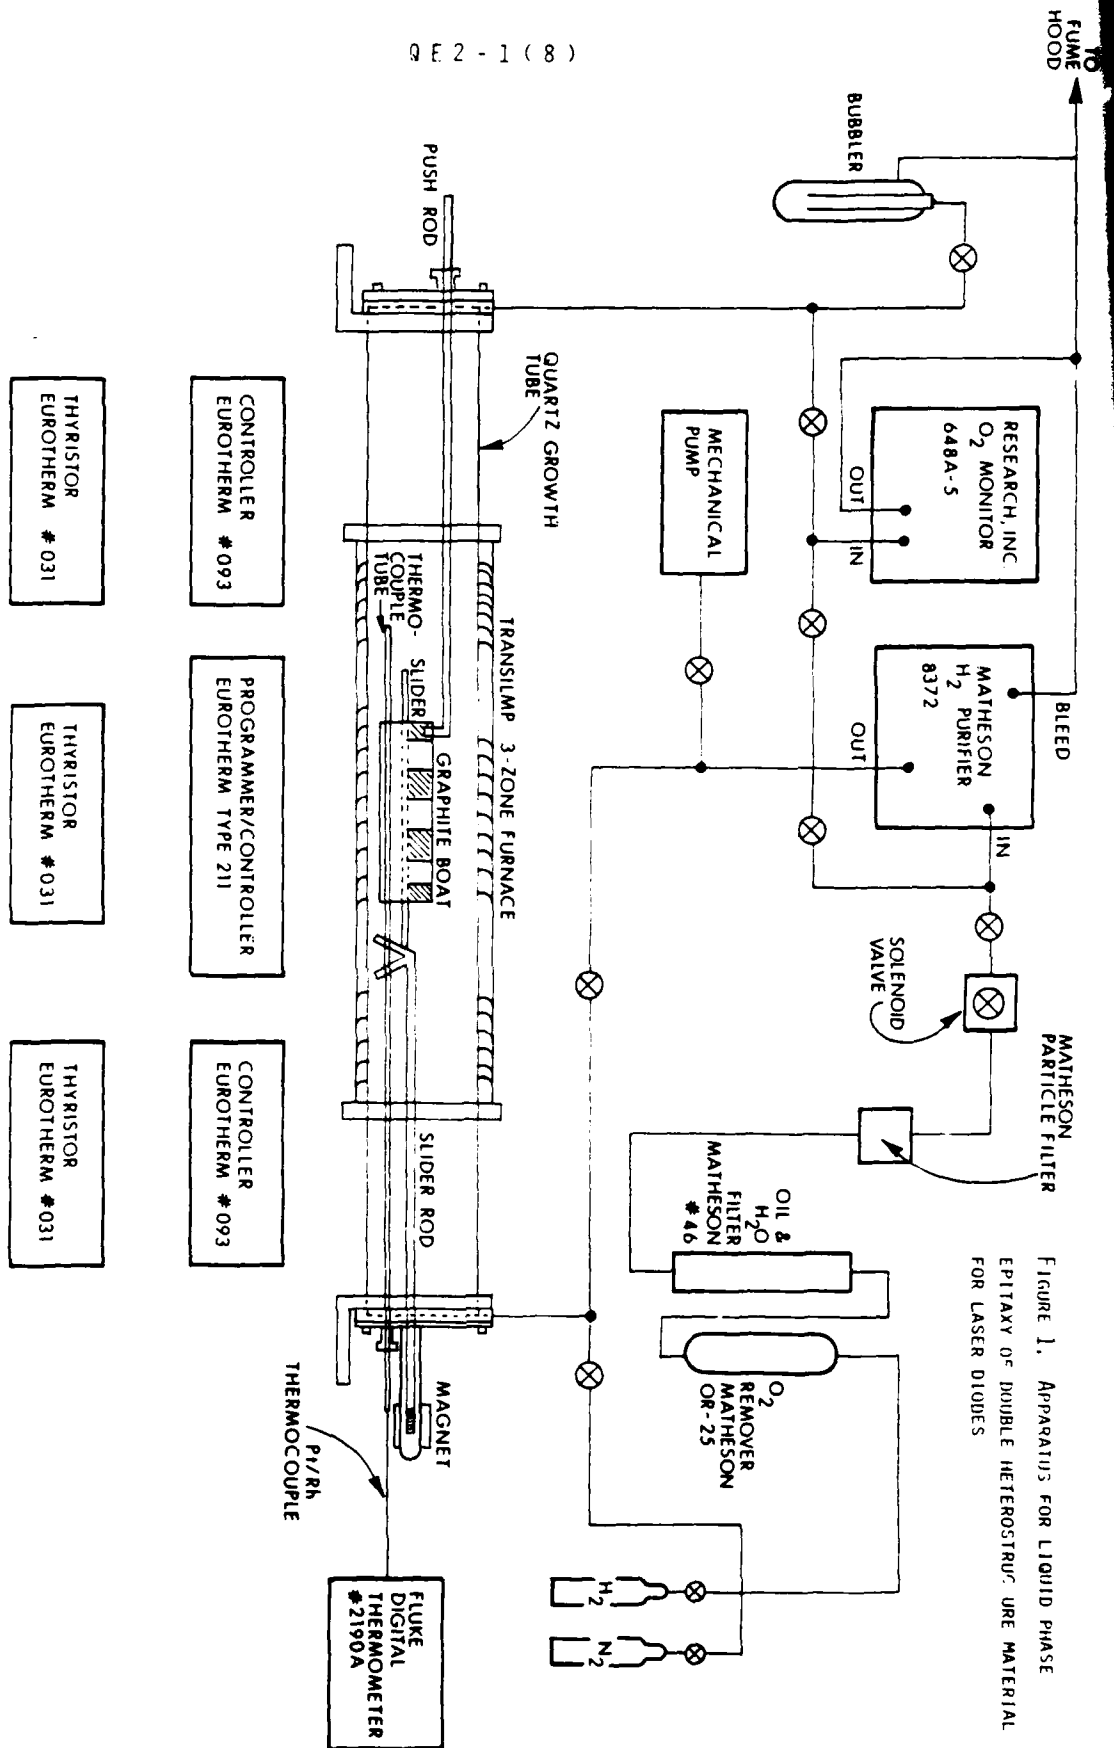 QE2-1(8)
TO
FUME
HOOD
BUBBLER
PUSH ROD
QUARTZ GROWTH
TUBE
RESEARCH, INC
O2 MONITOR
648A-5
OUT
IN
MECHANICAL
PUMP
MATHESON
H2 PURIFIER
8372
BLEED
OUT
IN
SOLENOID
VALVE
MATHESON
PARTICLE FILTER
OIL &
H2O
FILTER
MATHESON
#46
O2
REMOVER
MATHESON
OR-25
H2
N2
TRANSILMP 3-ZONE FURNACE
THERMO-
COUPLE
TUBE
SLIDER
GRAPHITE BOAT
SLIDER ROD
MAGNET
Pt/Rh
THERMOCOUPLE
FLUKE
DIGITAL
THERMOMETER
#2190A
CONTROLLER
EUROTHERM #093
PROGRAMMER/CONTROLLER
EUROTHERM TYPE 211
CONTROLLER
EUROTHERM #093
THYRISTOR
EUROTHERM #031
THYRISTOR
EUROTHERM #031
THYRISTOR
EUROTHERM #031
FIGURE 1. APPARATUS FOR LIQUID PHASE
EPITAXY OF DOUBLE HETEROSTRUC URE MATERIAL
FOR LASER DIODES